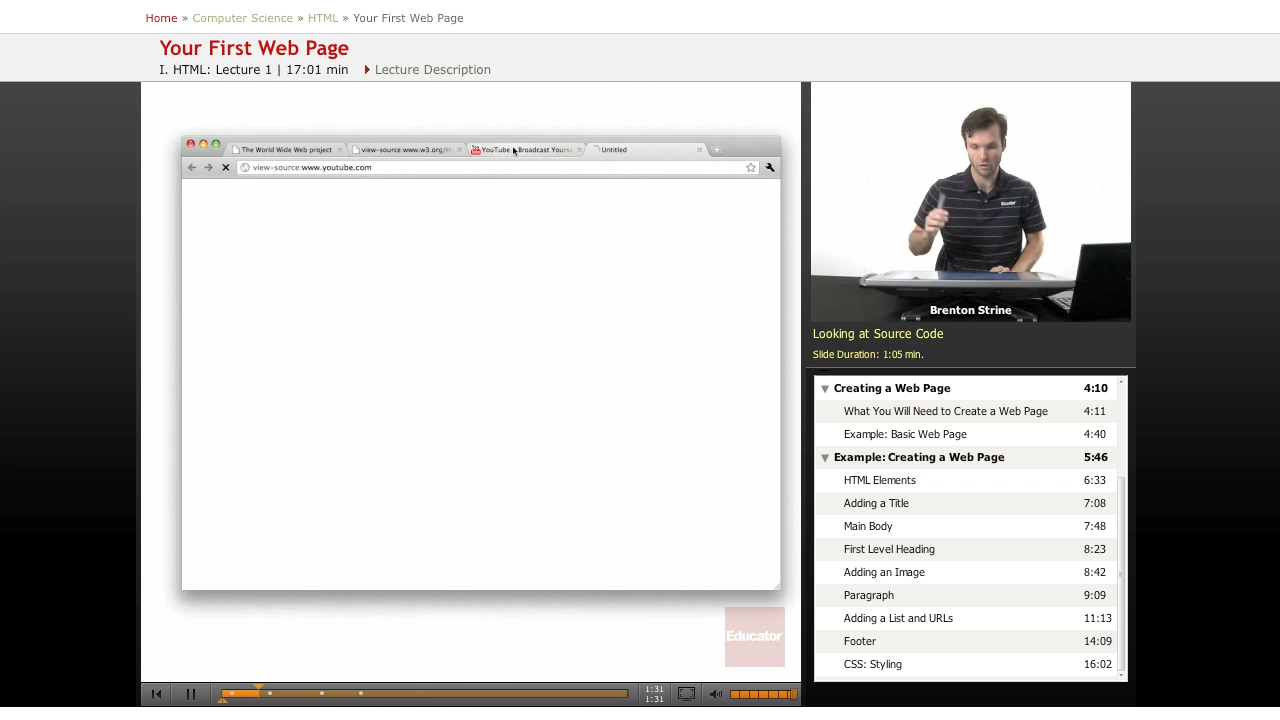 Home » Computer Science » HTML » Your First Web Page
Your First Web Page
I. HTML: Lecture 1 | 17:01 min
Lecture Description
The World Wide Web project
view-source:www.w3.org/Hi
YouTube - Broadcast Yourse
Untitled
view-source:www.youtube.com
Educator
Brenton Strine
Looking at Source Code
Slide Duration: 1:05 min.
Creating a Web Page 4:10
What You Will Need to Create a Web Page 4:11
Example: Basic Web Page 4:40
Example: Creating a Web Page 5:46
HTML Elements 6:33
Adding a Title 7:08
Main Body 7:48
First Level Heading 8:23
Adding an Image 8:42
Paragraph 9:09
Adding a List and URLs 11:13
Footer 14:09
CSS: Styling 16:02
Educator
1:31
1:31